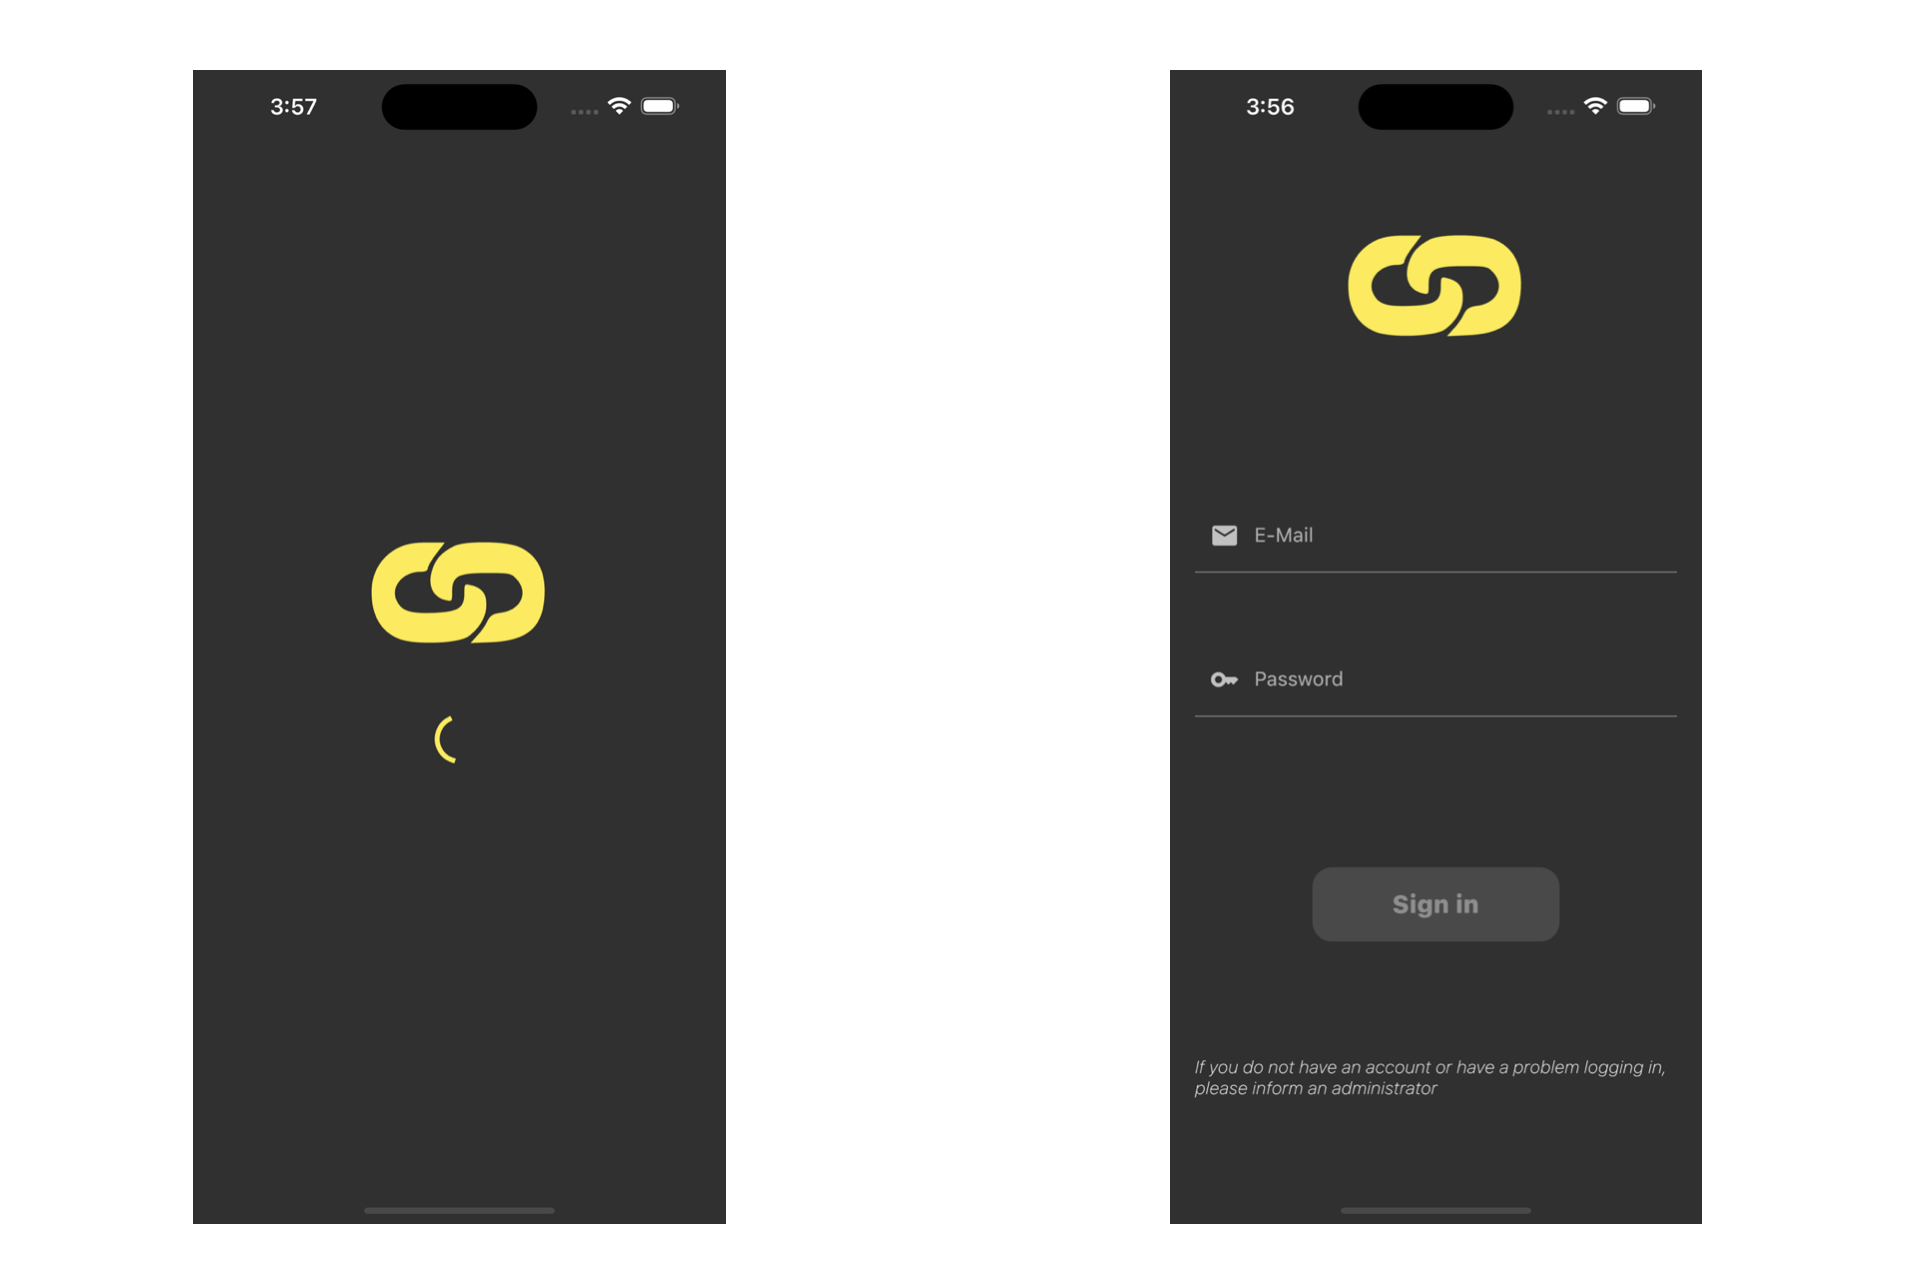 3:57
3:56
E-Mail
Password
Sign in
If you do not have an account or have a problem logging in,
please inform an administrator